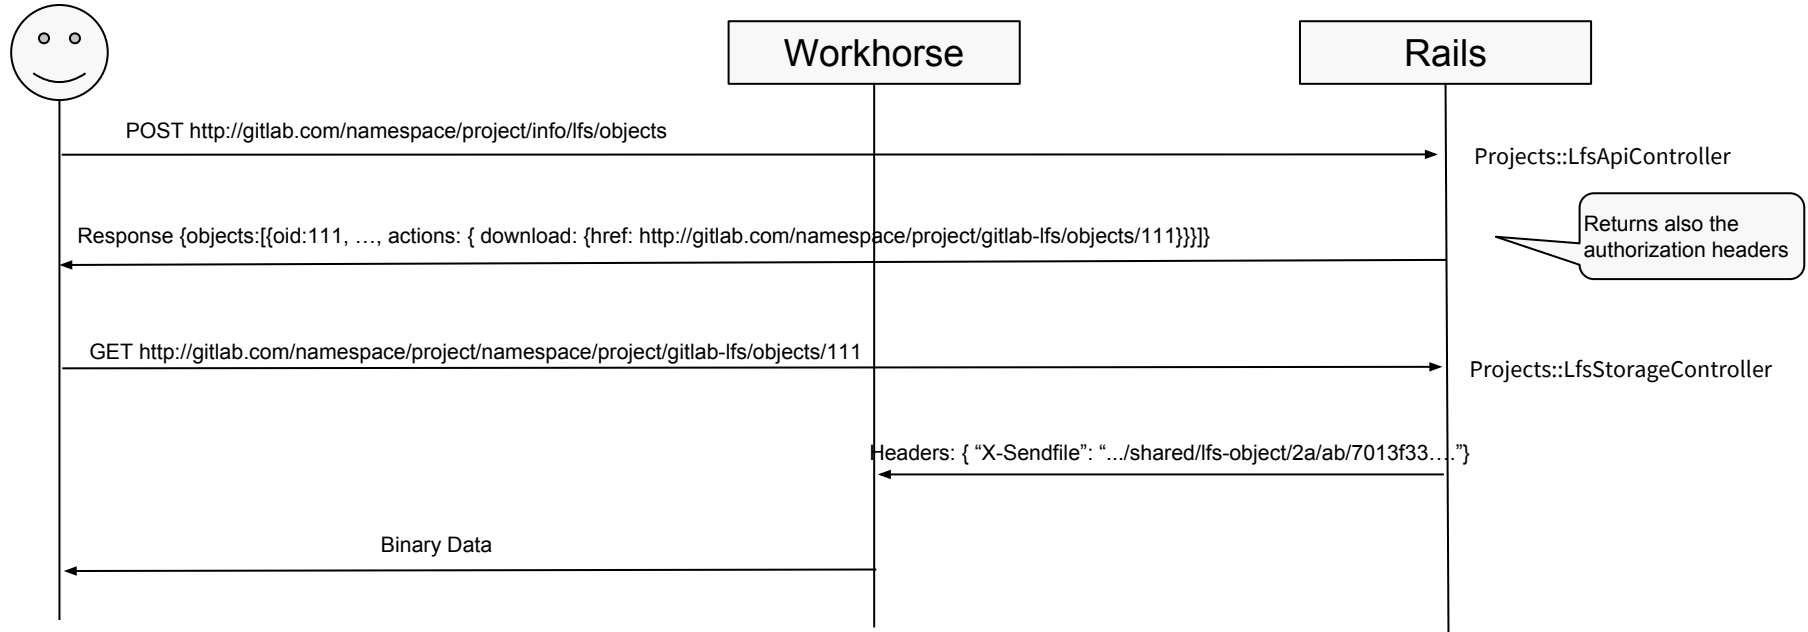 Workhorse
Rails
POST http://gitlab.com/namespace/project/info/lfs/objects
Projects::LfsApiController
Response {objects:[{oid:111, …, actions: { download: {href: http://gitlab.com/namespace/project/gitlab-lfs/objects/111}}}]}
Returns also the
authorization headers
GET http://gitlab.com/namespace/project/namespace/project/gitlab-lfs/objects/111
Projects::LfsStorageController
Headers: { “X-Sendfile”: “.../shared/lfs-object/2a/ab/7013f33….”}
Binary Data